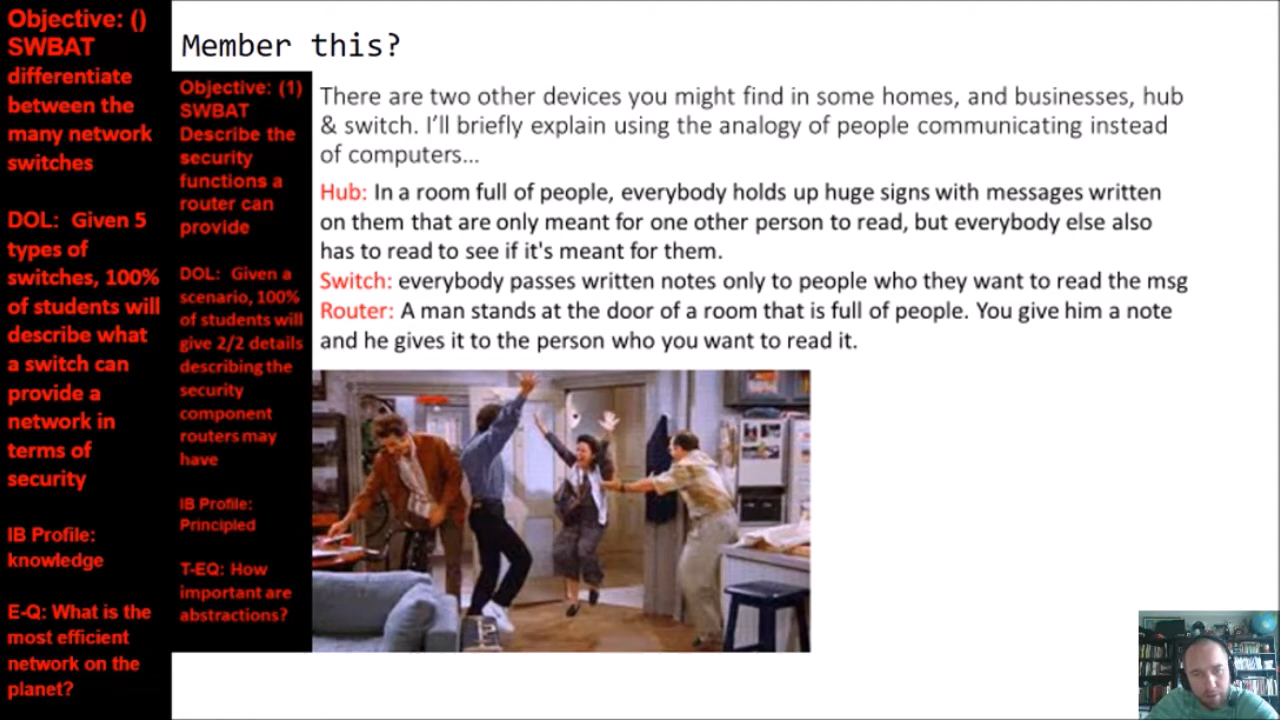 Objective: ()
SWBAT
differentiate
between the
many network
switches
DOL:  Given 5
types of
switches, 100%
of students will
describe what
a switch can
provide a
network in
terms of
security
IB Profile:
knowledge
E-Q: What is the
most efficient
network on the
planet?
Member this?
Objective: (1)
SWBAT
Describe the
security
functions a
router can
provide
DOL:  Given a
scenario, 100%
of students will
give 2/2 details
describing the
security
component
routers may
have
IB Profile:
Principled
T-EQ: How
important are
abstractions?
There are two other devices you might find in some homes, and businesses, hub
& switch. I’ll briefly explain using the analogy of people communicating instead
of computers…
Hub: In a room full of people, everybody holds up huge signs with messages written
on them that are only meant for one other person to read, but everybody else also
has to read to see if it's meant for them.
Switch: everybody passes written notes only to people who they want to read the msg
Router: A man stands at the door of a room that is full of people. You give him a note
and he gives it to the person who you want to read it.